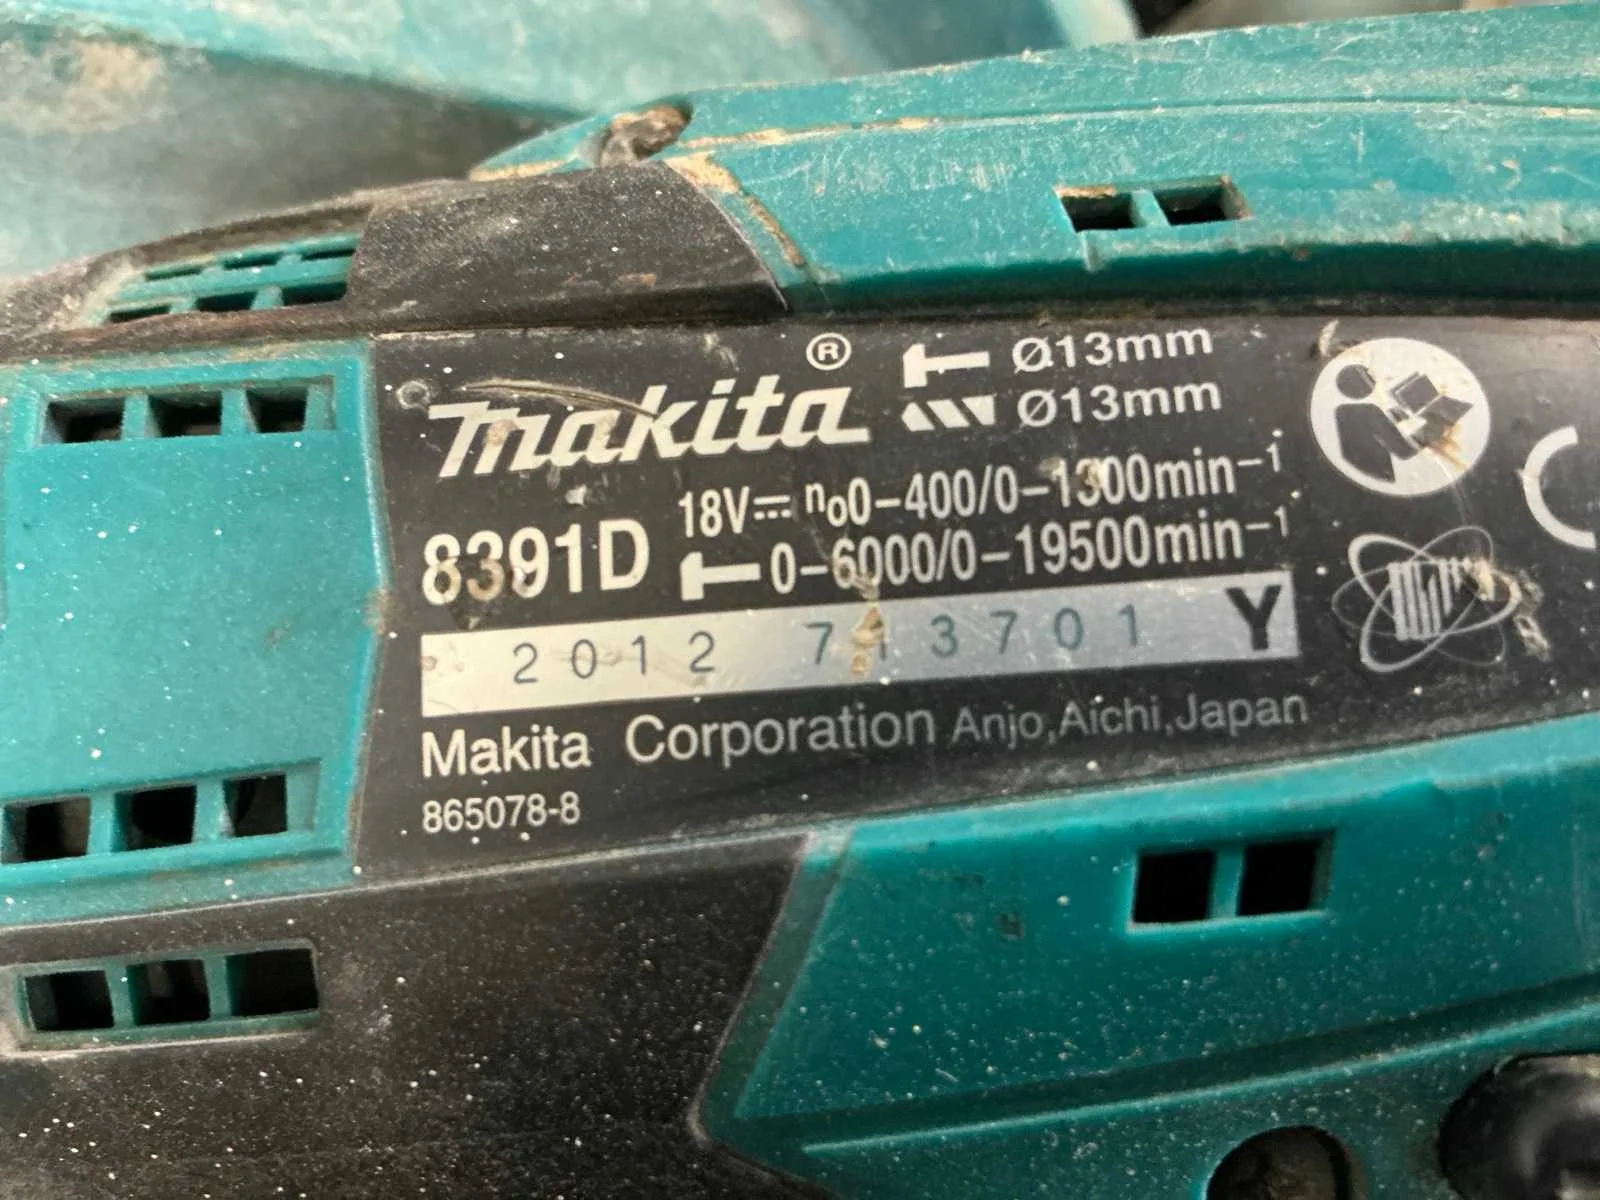 makita®
Ø13mm
Ø13mm
8391D
18V⎓ n₀0–400/0–1300min⁻¹
0–6000/0–19500min⁻¹
2012 713701 Y
Makita Corporation Anjo,Aichi,Japan
865078-8